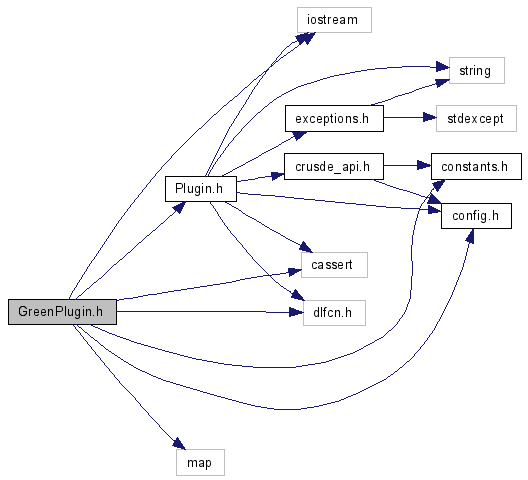 iostream
string
exceptions.h
stdexcept
crusde_api.h
constants.h
Plugin.h
config.h
cassert
GreenPlugin.h
dlfcn.h
map